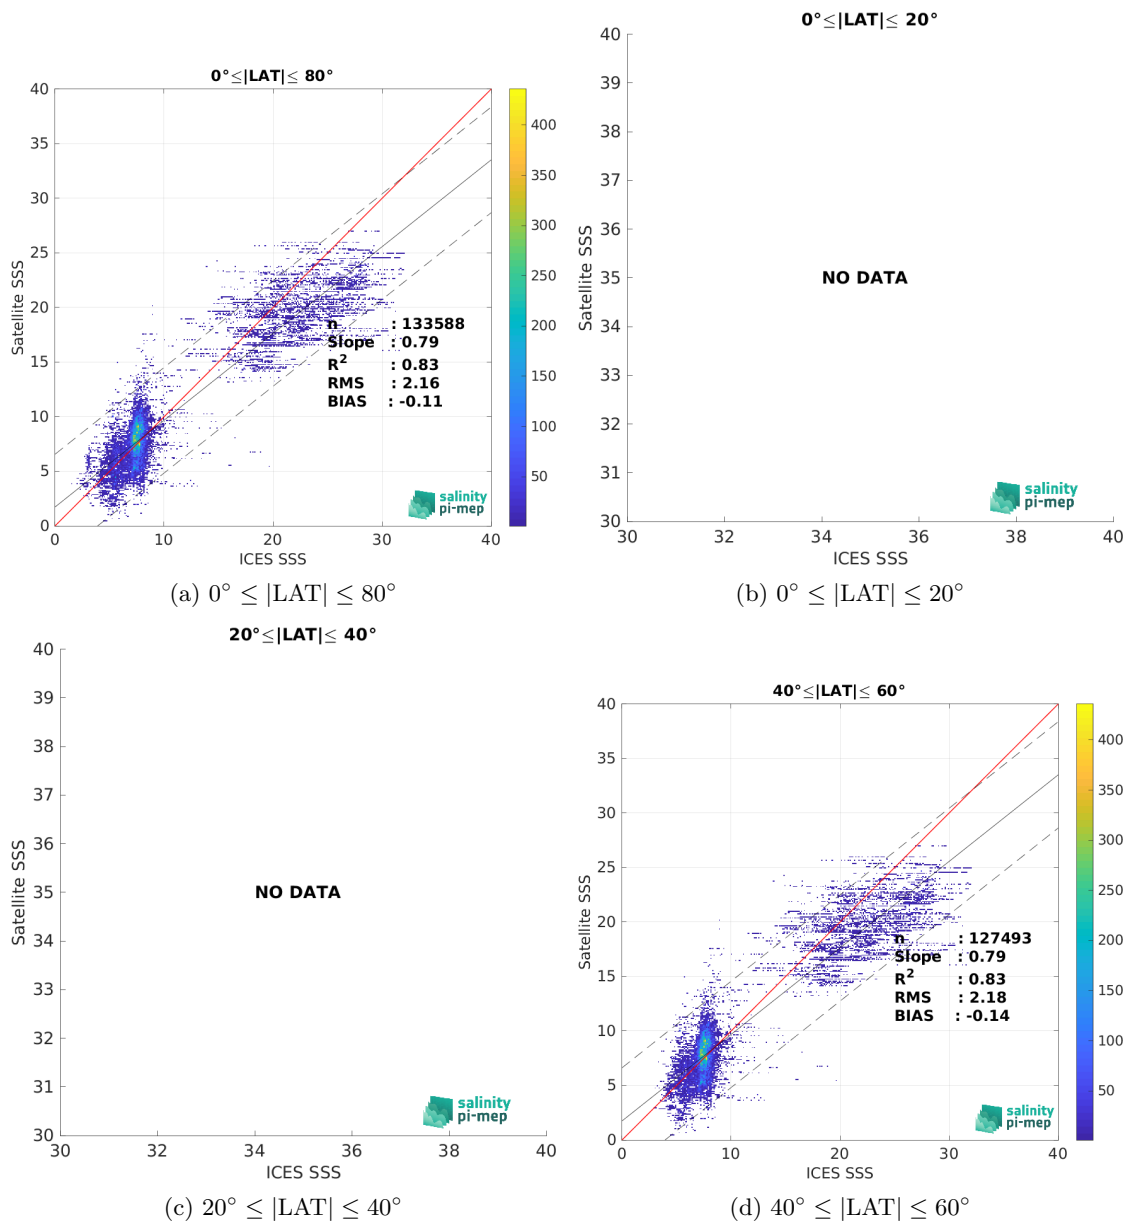 0°≤|LAT|≤ 80°
40
35
30
25
20
15
10
5
0
Satellite SSS
n : 133588
Slope : 0.79
R2 : 0.83
RMS : 2.16
BIAS : -0.11
salinity
pi-mep
0 10 20 30 40
ICES SSS
400
350
300
250
200
150
100
50
(a) 0° ≤ |LAT| ≤ 80°
0°≤|LAT|≤ 20°
40
39
38
37
36
35
34
33
32
31
30
Satellite SSS
NO DATA
salinity
pi-mep
30 32 34 36 38 40
ICES SSS
(b) 0° ≤ |LAT| ≤ 20°
20°≤|LAT|≤ 40°
40
39
38
37
36
35
34
33
32
31
30
Satellite SSS
NO DATA
salinity
pi-mep
30 32 34 36 38 40
ICES SSS
(c) 20° ≤ |LAT| ≤ 40°
40°≤|LAT|≤ 60°
40
35
30
25
20
15
10
5
0
Satellite SSS
n : 127493
Slope : 0.79
R2 : 0.83
RMS : 2.18
BIAS : -0.14
salinity
pi-mep
0 10 20 30 40
ICES SSS
400
350
300
250
200
150
100
50
(d) 40° ≤ |LAT| ≤ 60°